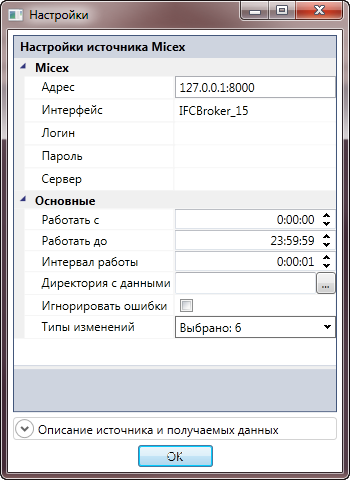 Настройки
Настройки источника Micex
Micex
Адрес 127.0.0.1:8000
Интерфейс IFCBroker_15
Логин
Пароль
Сервер
Основные
Работать с 0:00:00
Работать до 23:59:59
Интервал работы 0:00:01
Директория с данными ...
Игнорировать ошибки
Типы изменений Выбрано: 6
Описание источника и получаемых данных
OK